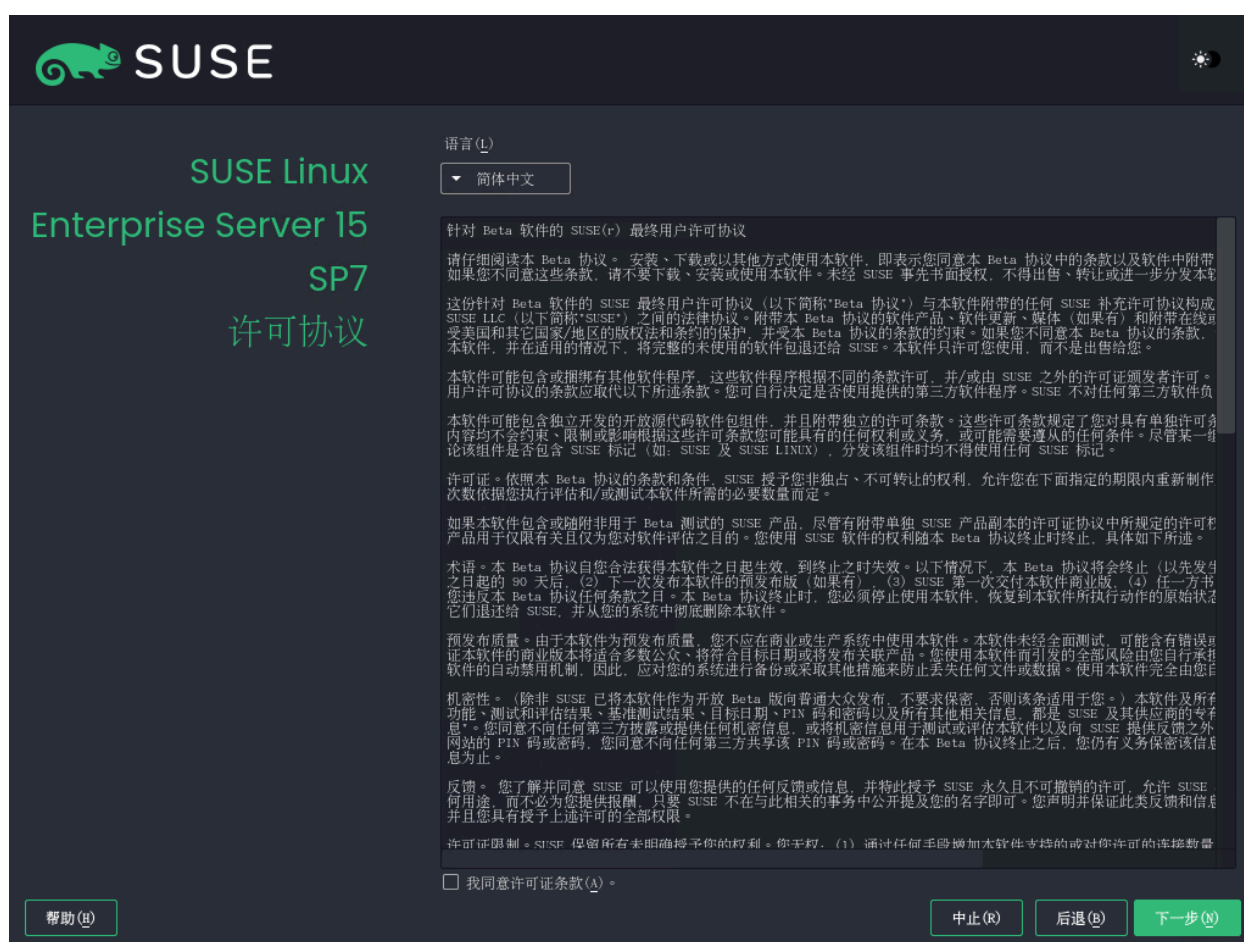 SUSE
SUSE Linux
Enterprise Server 15
SP7
许可协议
语言(L)
简体中文
针对 Beta 软件的 SUSE(r) 最终用户许可协议
请仔细阅读本 Beta 协议。 安装、下载或以其他方式使用本软件，即表示您同意本 Beta 协议中的条款以及软件中附带
如果您不同意这些条款，请不要下载、安装或使用本软件。未经 SUSE 事先书面授权，不得出售、转让或进一步分发本软
这份针对 Beta 软件的 SUSE 最终用户许可协议（以下简称"Beta 协议"）与本软件附带的任何 SUSE 补充许可协议构成
SUSE LLC（以下简称"SUSE"）之间的法律协议。附带本 Beta 协议的软件产品、软件更新、媒体（如果有）和附带在线或
受美国和其它国家/地区的版权法和条约的保护，并受本 Beta 协议的条款的约束。如果您不同意本 Beta 协议的条款，
本软件，并在适用的情况下，将完整的未使用的软件包退还给 SUSE。本软件只许可您使用，而不是出售给您。
本软件可能包含或捆绑有其他软件程序，这些软件程序根据不同的条款许可，并/或由 SUSE 之外的许可证颁发者许可。
用户许可协议的条款应取代以下所述条款。您可自行决定是否使用提供的第三方软件程序。SUSE 不对任何第三方软件负
本软件可能包含独立开发的开放源代码软件包组件，并且附带独立的许可条款。这些许可条款规定了您对具有单独许可条
内容均不会约束、限制或影响根据这些许可条款您可能具有的任何权利或义务，或可能需要遵从的任何条件。尽管某一组
论该组件是否包含 SUSE 标记（如：SUSE 及 SUSE LINUX），分发该组件时均不得使用任何 SUSE 标记。
许可证。依照本 Beta 协议的条款和条件，SUSE 授予您非独占、不可转让的权利，允许您在下面指定的期限内重新制作
次数依据您执行评估和/或测试本软件所需的必要数量而定。
如果本软件包含或随附非用于 Beta 测试的 SUSE 产品，尽管有附带单独 SUSE 产品副本的许可证协议中所规定的许可权
产品用于仅限有关且仅为您对软件评估之目的。您使用 SUSE 软件的权利随本 Beta 协议终止时终止，具体如下所述。
术语。本 Beta 协议自您合法获得本软件之日起生效，到终止之时失效。以下情况下，本 Beta 协议将会终止（以先发生
之日起的 90 天后，(2) 下一次发布本软件的预发布版（如果有），(3) SUSE 第一次交付本软件商业版，(4) 任一方书
您违反本 Beta 协议任何条款之日。本 Beta 协议终止时，您必须停止使用本软件，恢复到本软件所执行动作的原始状态
它们退还给 SUSE，并从您的系统中彻底删除本软件。
预发布质量。由于本软件为预发布质量，您不应在商业或生产系统中使用本软件。本软件未经全面测试，可能含有错误或
证本软件的商业版本将适合多数公众、将符合目标日期或将发布关联产品。您使用本软件而引发的全部风险由您自行承担
软件的自动禁用机制，因此，应对您的系统进行备份或采取其他措施来防止丢失任何文件或数据。使用本软件完全由您自
机密性。（除非 SUSE 已将本软件作为开放 Beta 版向普通大众发布，不要求保密，否则该条适用于您。）本软件及所有
功能、测试和评估结果、基准测试结果、目标日期、PIN 码和密码以及所有其他相关信息，都是 SUSE 及其供应商的专有
息"。您同意不向任何第三方披露或提供任何机密信息，或将机密信息用于测试或评估本软件以及向 SUSE 提供反馈之外
网站的 PIN 码或密码，您同意不向任何第三方共享该 PIN 码或密码。在本 Beta 协议终止之后，您仍有义务保密该信息
息为止。
反馈。 您了解并同意 SUSE 可以使用您提供的任何反馈或信息，并特此授予 SUSE 永久且不可撤销的许可，允许 SUSE
何用途，而不必为您提供报酬，只要 SUSE 不在与此相关的事务中公开提及您的名字即可。您声明并保证此类反馈和信息
并且您具有授予上述许可的全部权限。
许可证限制。SUSE 保留所有未明确授予您的权利。您无权：(1) 通过任何手段增加本软件支持的或对您许可的连接数量
我同意许可证条款(A)。
帮助(H)
中止(R)
后退(B)
下一步(N)